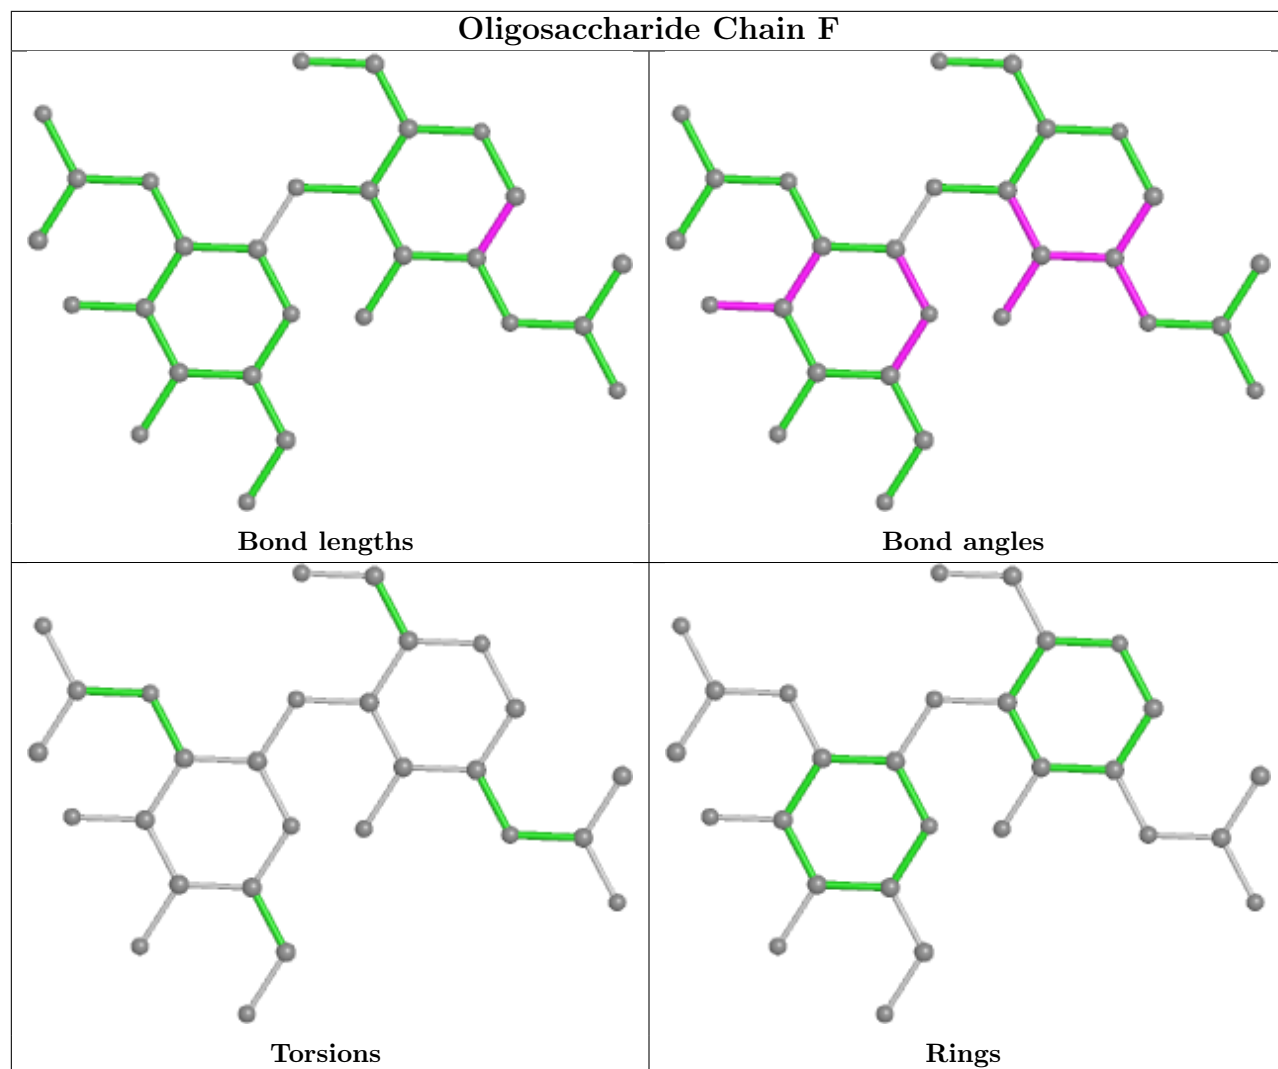 Oligosaccharide Chain F
Bond lengths
Bond angles
Torsions
Rings